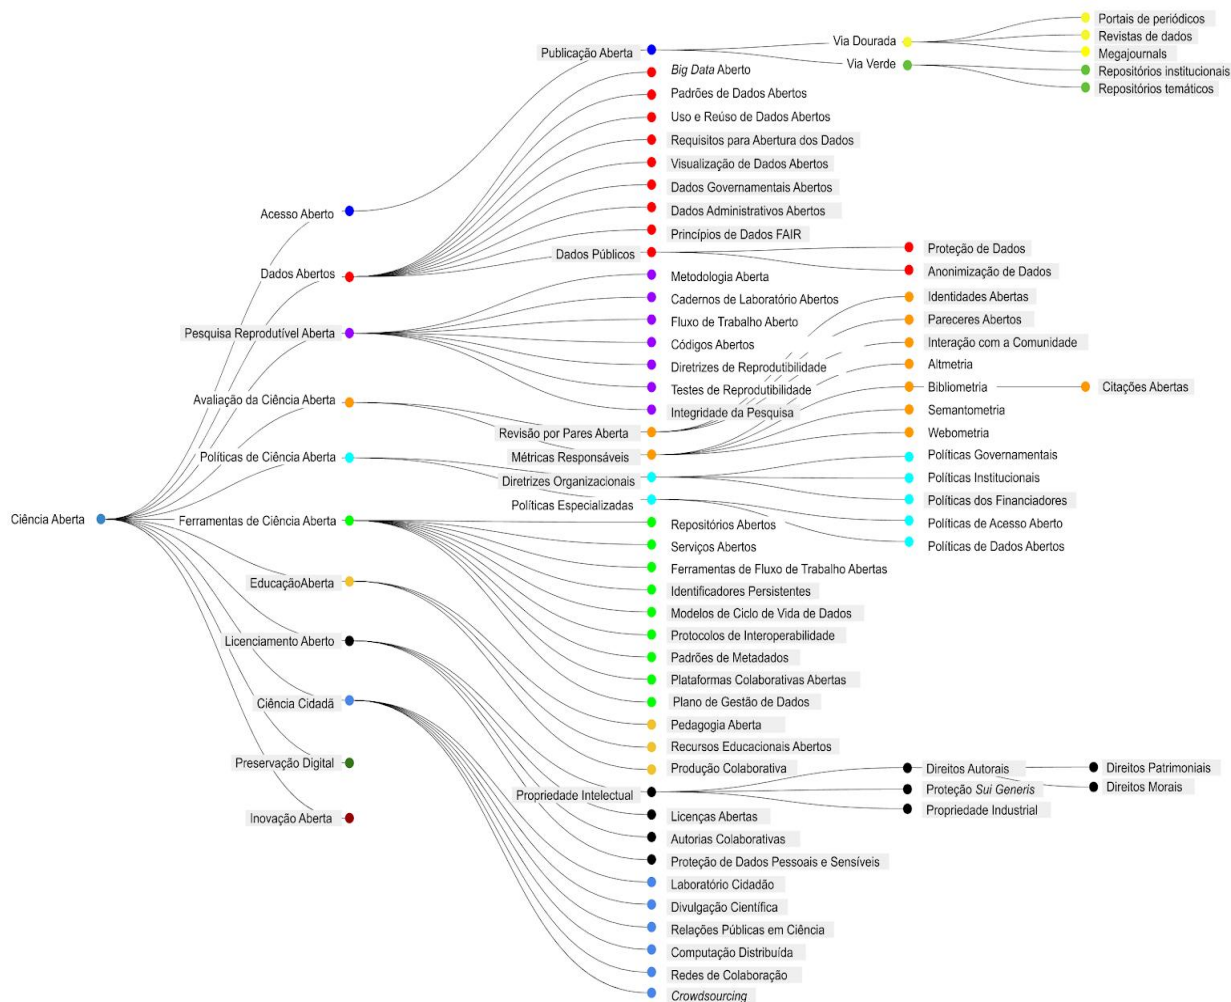 Ciência Aberta
Acesso Aberto
Dados Abertos
Pesquisa Reprodutível Aberta
Avaliação da Ciência Aberta
Políticas de Ciência Aberta
Ferramentas de Ciência Aberta
EducaçãoAberta
Licenciamento Aberto
Ciência Cidadã
Preservação Digital
Inovação Aberta
Publicação Aberta
Big Data Aberto
Padrões de Dados Abertos
Uso e Reúso de Dados Abertos
Requisitos para Abertura dos Dados
Visualização de Dados Abertos
Dados Governamentais Abertos
Dados Administrativos Abertos
Princípios de Dados FAIR
Dados Públicos
Metodologia Aberta
Cadernos de Laboratório Abertos
Fluxo de Trabalho Aberto
Códigos Abertos
Diretrizes de Reprodutibilidade
Testes de Reprodutibilidade
Integridade da Pesquisa
Revisão por Pares Aberta
Métricas Responsáveis
Diretrizes Organizacionais
Políticas Especializadas
Repositórios Abertos
Serviços Abertos
Ferramentas de Fluxo de Trabalho Abertas
Identificadores Persistentes
Modelos de Ciclo de Vida de Dados
Protocolos de Interoperabilidade
Padrões de Metadados
Plataformas Colaborativas Abertas
Plano de Gestão de Dados
Pedagogia Aberta
Recursos Educacionais Abertos
Produção Colaborativa
Propriedade Intelectual
Licenças Abertas
Autorias Colaborativas
Proteção de Dados Pessoais e Sensíveis
Laboratório Cidadão
Divulgação Científica
Relações Públicas em Ciência
Computação Distribuída
Redes de Colaboração
Crowdsourcing
Via Dourada
Via Verde
Proteção de Dados
Anonimização de Dados
Identidades Abertas
Pareceres Abertos
Interação com a Comunidade
Altmetria
Bibliometria
Semantometria
Webometria
Políticas Governamentais
Políticas Institucionais
Políticas dos Financiadores
Políticas de Acesso Aberto
Políticas de Dados Abertos
Direitos Autorais
Proteção Sui Generis
Propriedade Industrial
Portais de periódicos
Revistas de dados
Megajournals
Repositórios institucionais
Repositórios temáticos
Citações Abertas
Direitos Patrimoniais
Direitos Morais